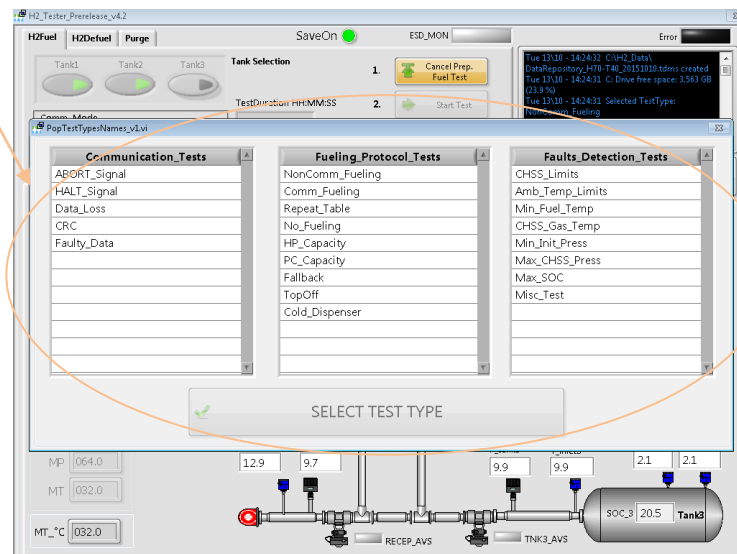 H2_Tester_Prerelease_v4.2
H2Fuel H2Defuel Purge
SaveOn ESD_MON Error
Tank1 Tank2 Tank3
Tank Selection
1. Cancel Prep. Fuel Test
TestDuration HH:MM:SS
2. Start Test
Tue 13\10 - 14:24:32 C:\H2_Data\
DataRepository_H70-T40_20151010.tdms created
Tue 13\10 - 14:24:31 C: Drive free space: 3.563 GB
(23.9 %)
Tue 13\10 - 14:24:31 Selected TestType:
NonComm_Fueling
Comm_Mode
PopTestTypesNames_v1.vi
Communication_Tests
ABORT_Signal
HALT_Signal
Data_Loss
CRC
Faulty_Data
Fueling_Protocol_Tests
NonComm_Fueling
Comm_Fueling
Repeat_Table
No_Fueling
HP_Capacity
PC_Capacity
Fallback
TopOff
Cold_Dispenser
Faults_Detection_Tests
CHSS_Limits
Amb_Temp_Limits
Min_Fuel_Temp
CHSS_Gas_Temp
Min_Init_Press
Max_CHSS_Press
Max_SOC
Misc_Test
SELECT TEST TYPE
MP 064.0
MT 032.0
MT_°C 032.0
12.9 9.7 9.9 9.9 2.1 2.1
SOC_3 20.5 Tank3
RECEP_AVS TNK3_AVS